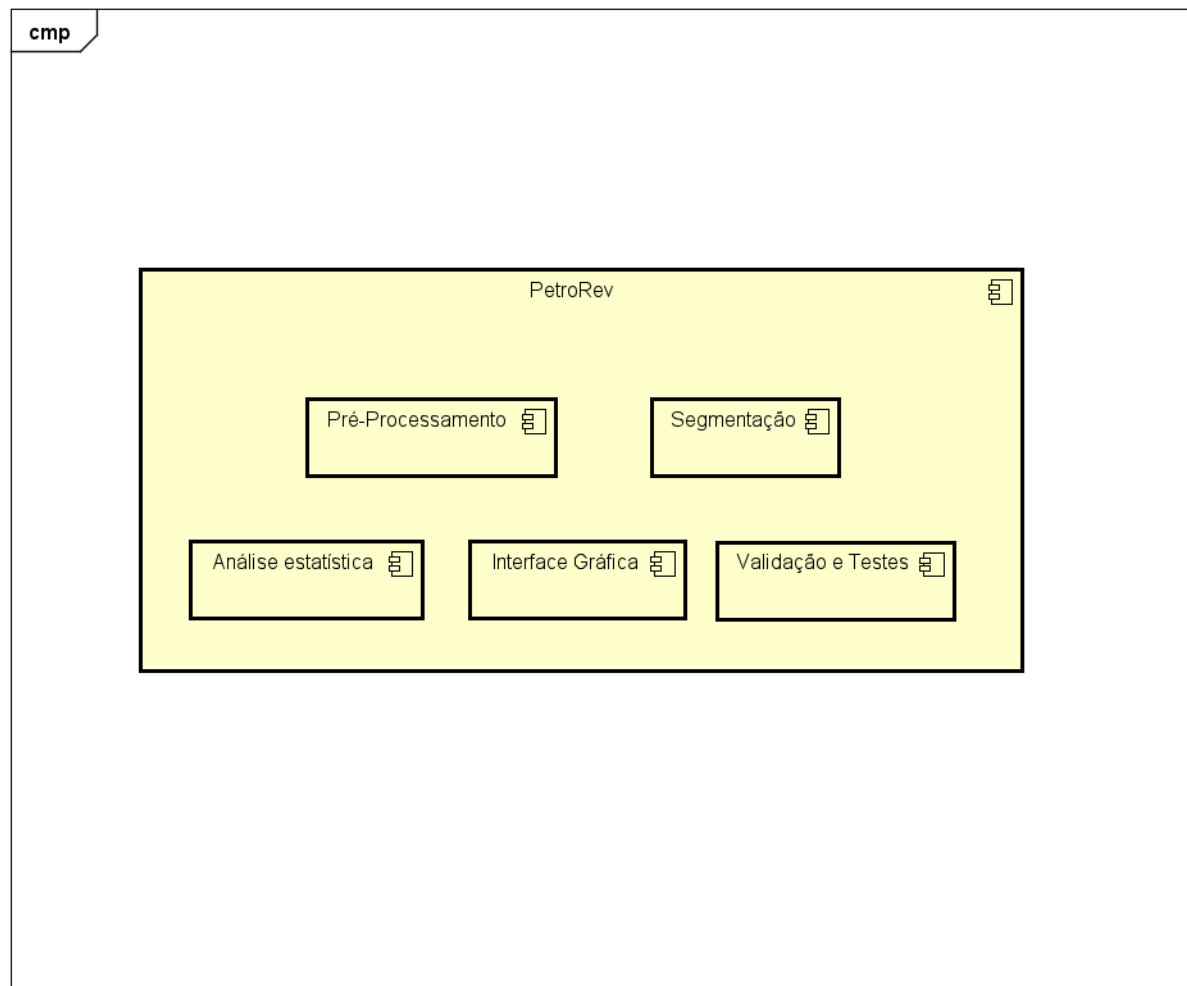 cmp
PetroRev
Pré-Processamento
Segmentação
Análise estatística
Interface Gráfica
Validação e Testes